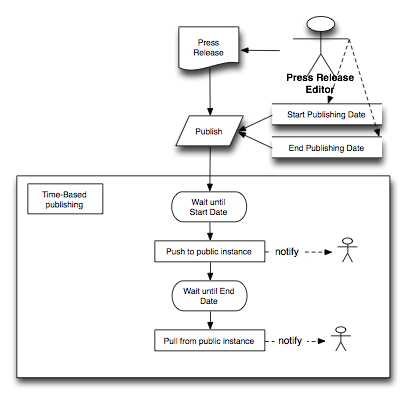 Press
Release
Press Release
Editor
Start Publishing Date
Publish
End Publishing Date
Time-Based
publishing
Wait until
Start Date
Push to public instance
notify
Wait until End
Date
Pull from public instance
notify